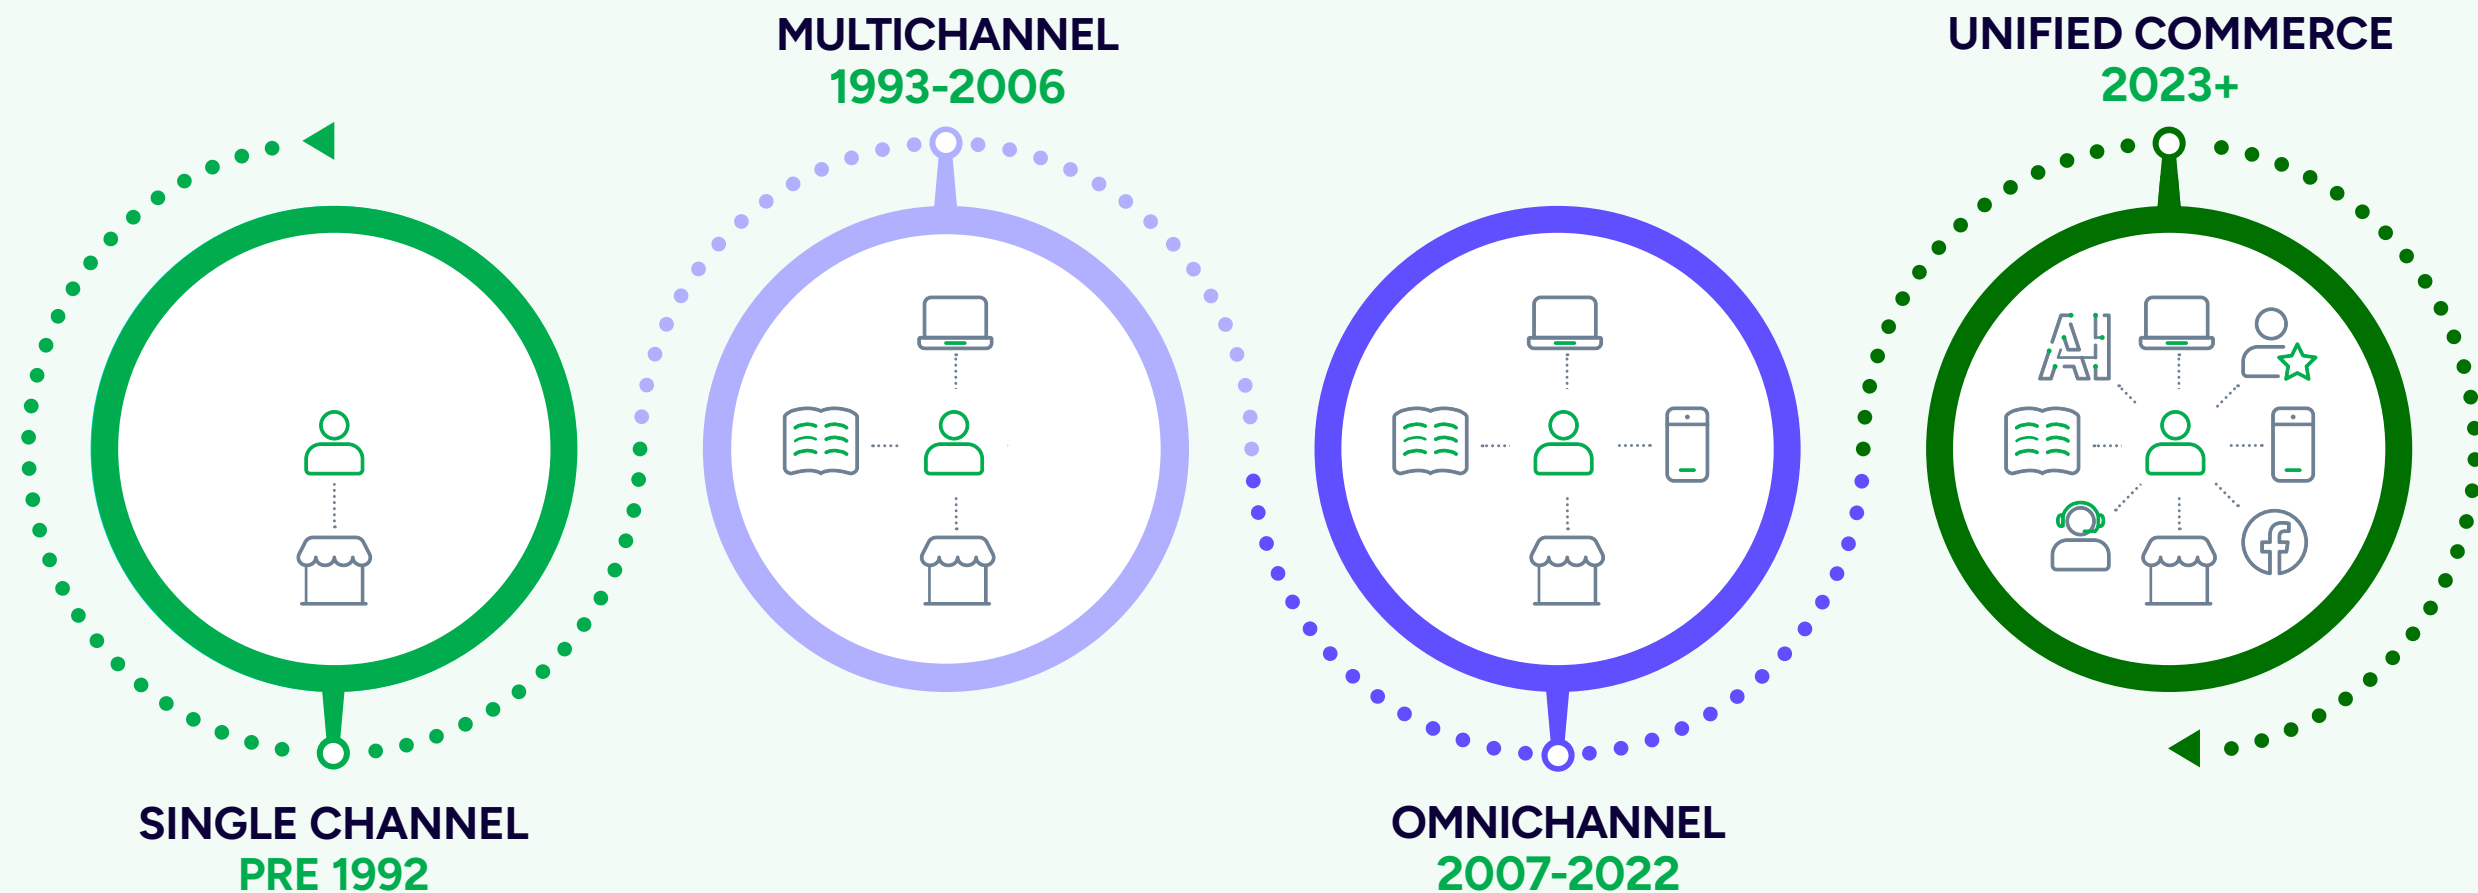 MULTICHANNEL
1993-2006
UNIFIED COMMERCE
2023+
AI
SINGLE CHANNEL
PRE 1992
OMNICHANNEL
2007-2022